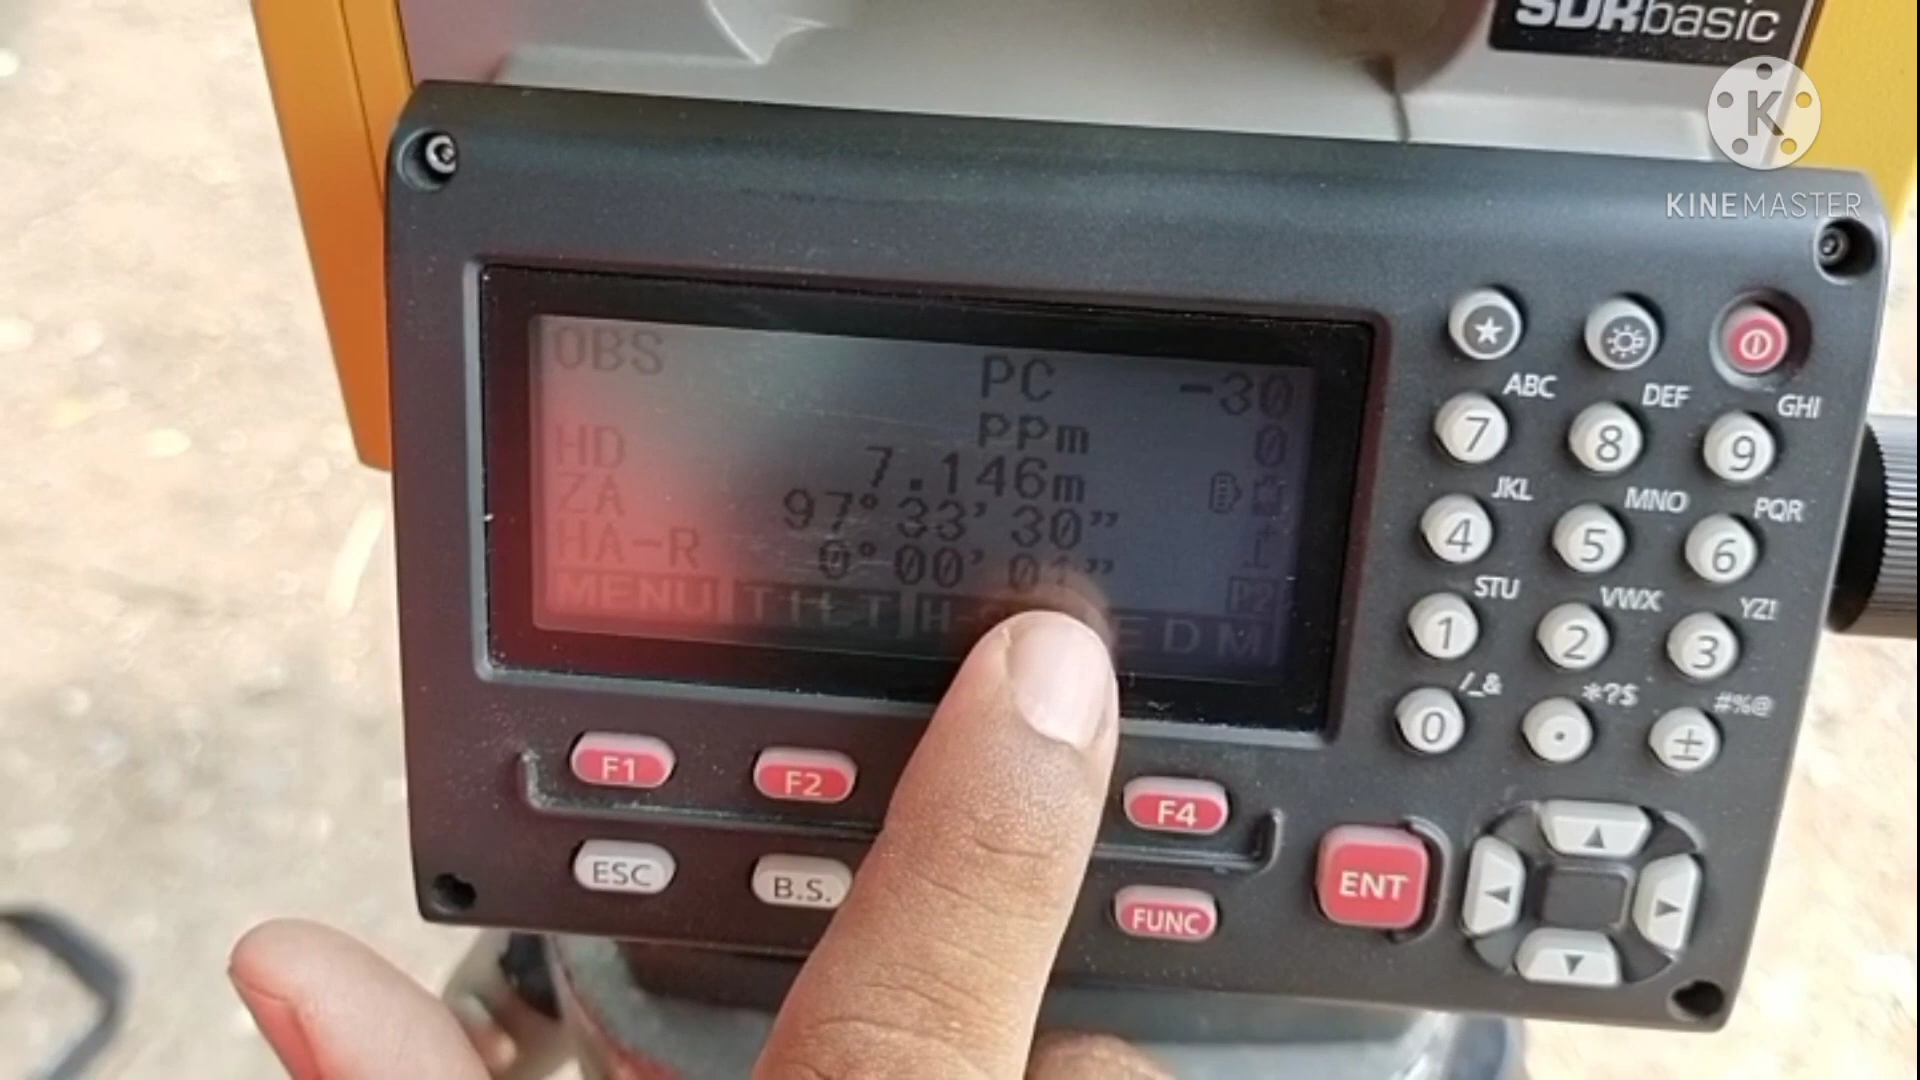 SDRbasic
K
KINEMASTER
OBS
PC -30
ppm 0
HD 7.146m
ZA 97°33'30"
HA-R 0°00'01"
P2
MENU TILT H- EDM
ABC DEF GHI
7 8 9
JKL MNO PQR
4 5 6
STU VWX YZ!
1 2 3
/_& *?$ #%@
0 . ±
F1 F2 F4
ESC B.S. FUNC ENT